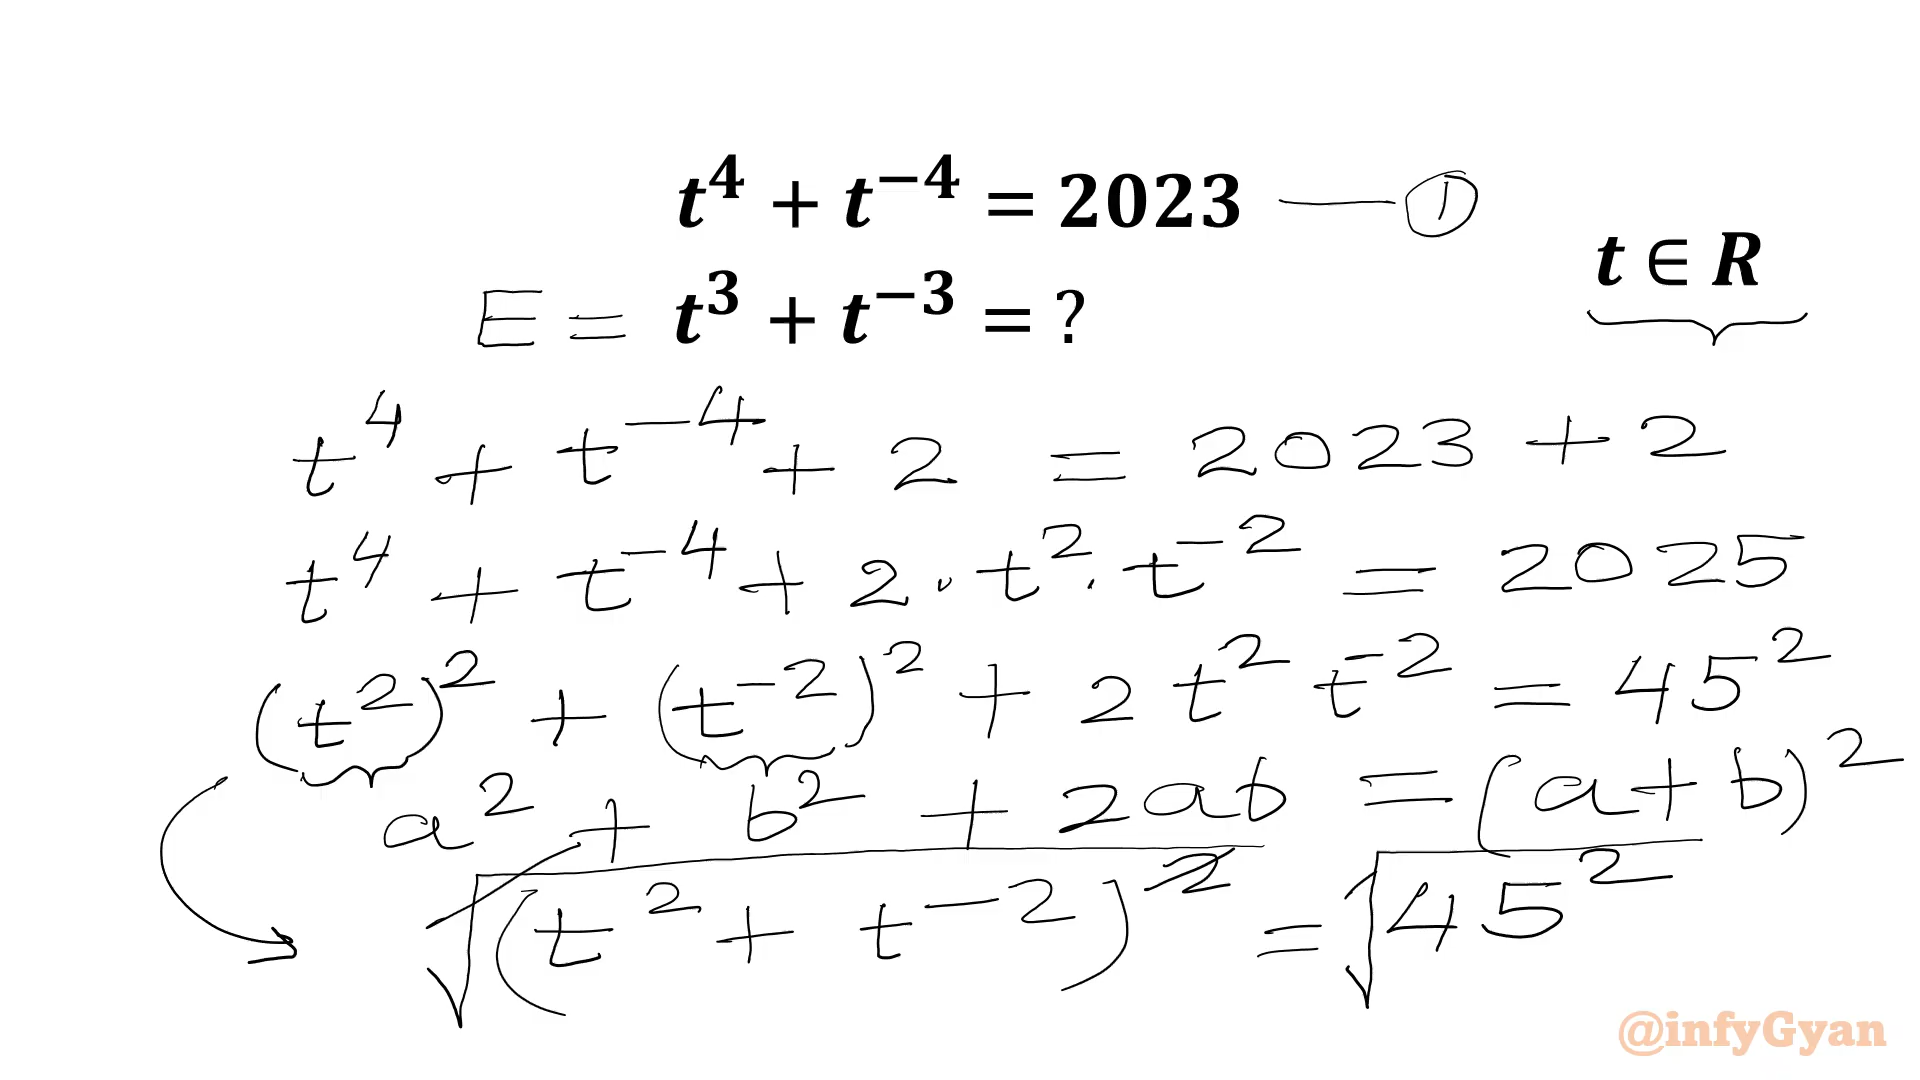 t⁴ + t⁻⁴ = 2023 — ①
t ∈ R
E = t³ + t⁻³ = ?
t⁴ + t⁻⁴ + 2 = 2023 + 2
t⁴ + t⁻⁴ + 2 · t² · t⁻² = 2025
(t²)² + (t⁻²)² + 2 t² t⁻² = 45²
a² + b² + 2ab = (a + b)²
√(t² + t⁻²)² = √45²
@infyGyan